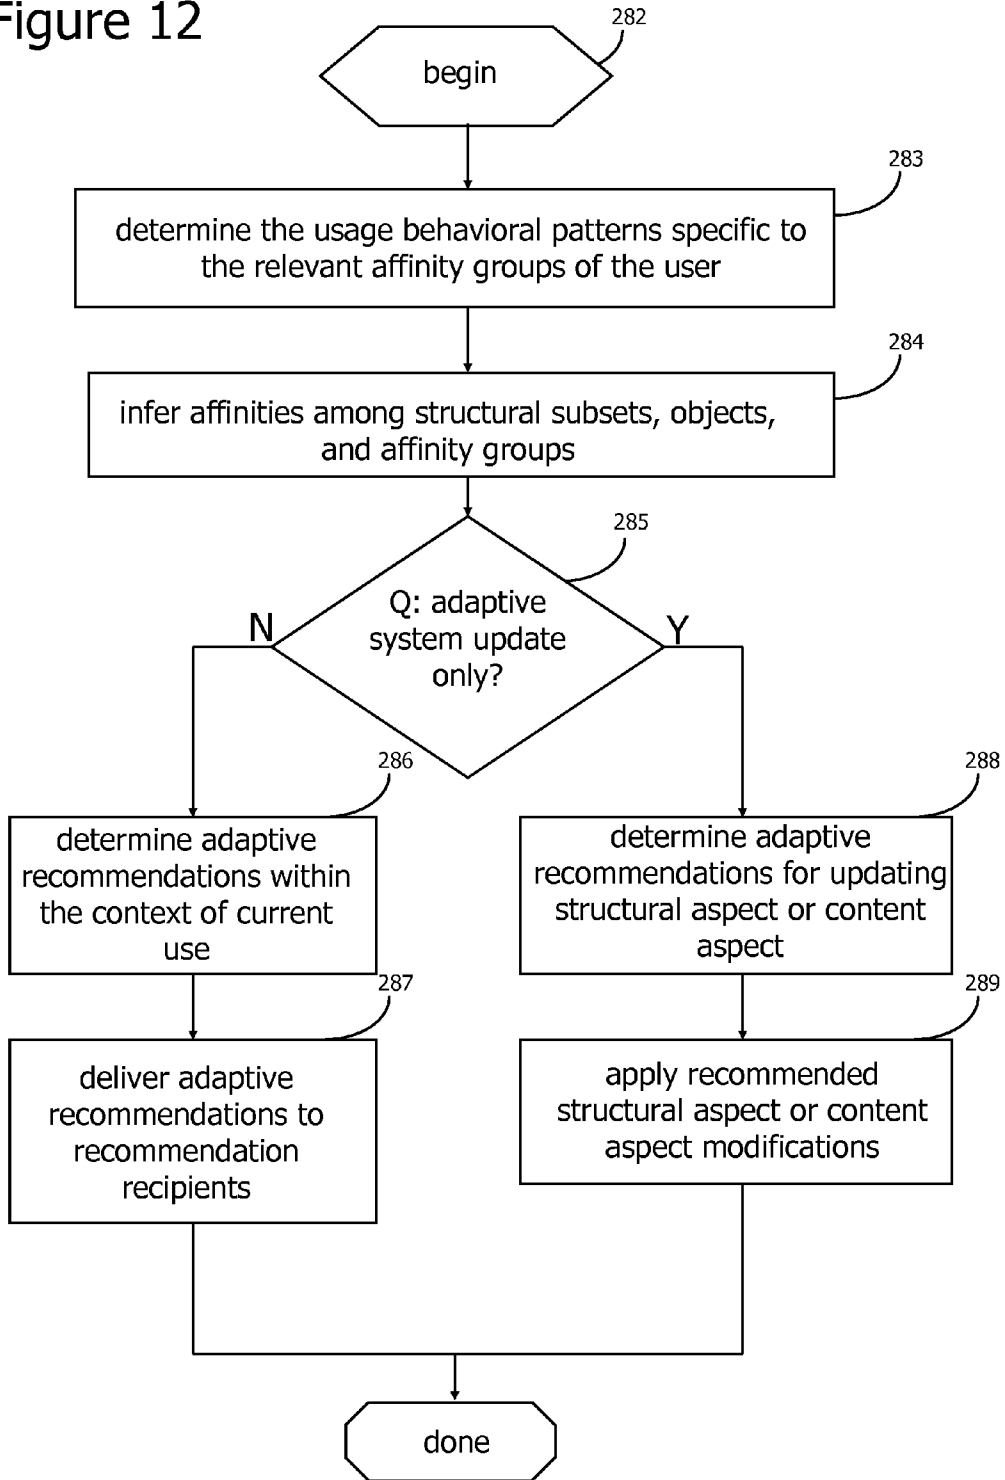 Figure 12
282
begin
283
determine the usage behavioral patterns specific to
the relevant affinity groups of the user
284
infer affinities among structural subsets, objects,
and affinity groups
285
Q: adaptive
system update
only?
N
Y
286
determine adaptive
recommendations within
the context of current
use
287
deliver adaptive
recommendations to
recommendation
recipients
288
determine adaptive
recommendations for updating
structural aspect or content
aspect
289
apply recommended
structural aspect or content
aspect modifications
done